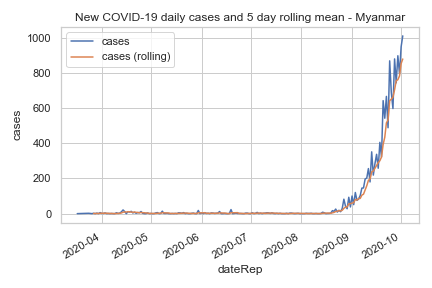 New COVID-19 daily cases and 5 day rolling mean - Myanmar
cases
cases (rolling)
1000
800
600
400
200
0
cases
2020-04
2020-05
2020-06
2020-07
2020-08
2020-09
2020-10
dateRep